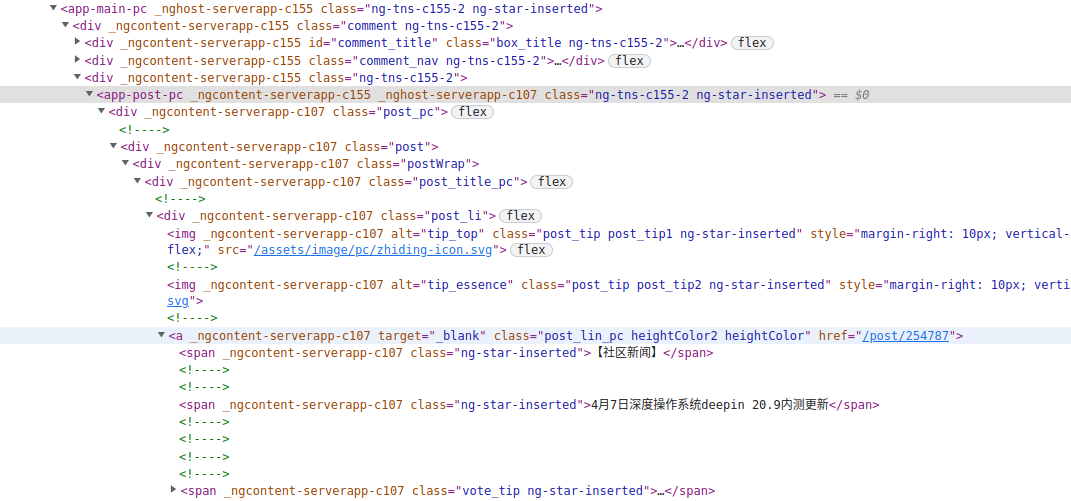 ▼<app-main-pc _nghost-serverapp-c155 class="ng-tns-c155-2 ng-star-inserted">
▼<div _ngcontent-serverapp-c155 class="comment ng-tns-c155-2">
▶<div _ngcontent-serverapp-c155 id="comment_title" class="box_title ng-tns-c155-2">…</div> flex
▶<div _ngcontent-serverapp-c155 class="comment_nav ng-tns-c155-2">…</div> flex
▼<div _ngcontent-serverapp-c155 class="ng-tns-c155-2">
▼<app-post-pc _ngcontent-serverapp-c155 _nghost-serverapp-c107 class="ng-tns-c155-2 ng-star-inserted"> == $0
▼<div _ngcontent-serverapp-c107 class="post_pc"> flex
<!---->
▼<div _ngcontent-serverapp-c107 class="post">
▼<div _ngcontent-serverapp-c107 class="postWrap">
▼<div _ngcontent-serverapp-c107 class="post_title_pc"> flex
<!---->
▼<div _ngcontent-serverapp-c107 class="post_li"> flex
<img _ngcontent-serverapp-c107 alt="tip_top" class="post_tip post_tip1 ng-star-inserted" style="margin-right: 10px; vertical-
flex;" src="/assets/image/pc/zhiding-icon.svg"> flex
<!---->
<img _ngcontent-serverapp-c107 alt="tip_essence" class="post_tip post_tip2 ng-star-inserted" style="margin-right: 10px; verti
svg">
<!---->
▼<a _ngcontent-serverapp-c107 target="_blank" class="post_lin_pc heightColor2 heightColor" href="/post/254787">
<span _ngcontent-serverapp-c107 class="ng-star-inserted">【社区新闻】</span>
<!---->
<!---->
<span _ngcontent-serverapp-c107 class="ng-star-inserted">4月7日深度操作系统deepin 20.9内测更新</span>
<!---->
<!---->
<!---->
<!---->
▶<span _ngcontent-serverapp-c107 class="vote_tip ng-star-inserted">…</span>